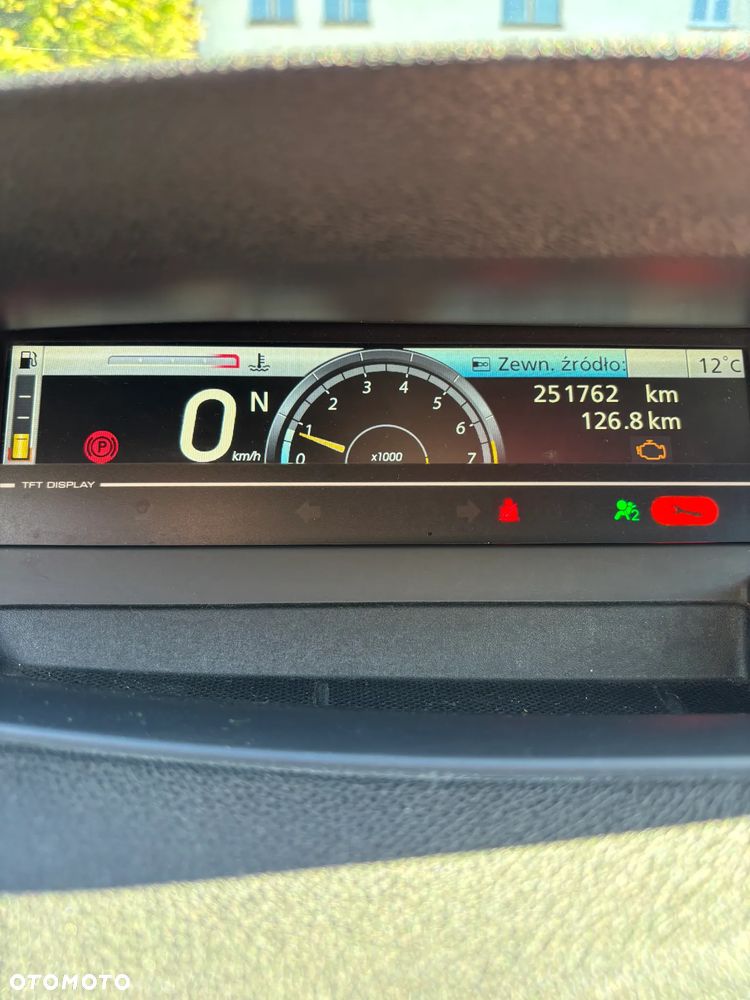 Zewn. źródło:
12°C
0
N
km/h
0 1 2 3 4 5 6 7
x1000
251762 km
126.8 km
P
TFT DISPLAY
2
OTOMOTO